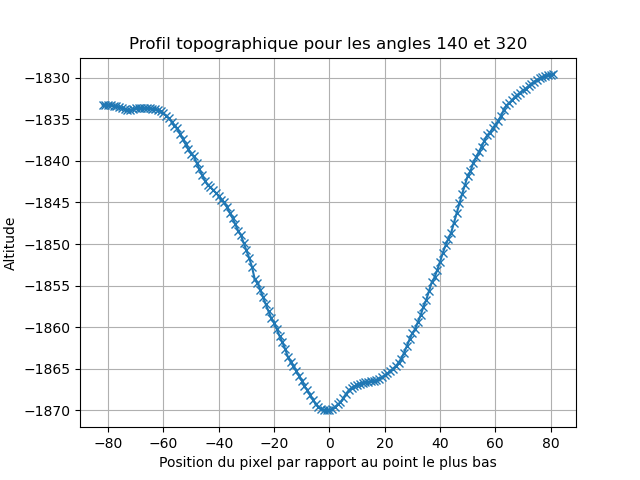 Profil topographique pour les angles 140 et 320
−1830
−1835
−1840
−1845
−1850
−1855
−1860
−1865
−1870
Altitude
−80 −60 −40 −20 0 20 40 60 80
Position du pixel par rapport au point le plus bas